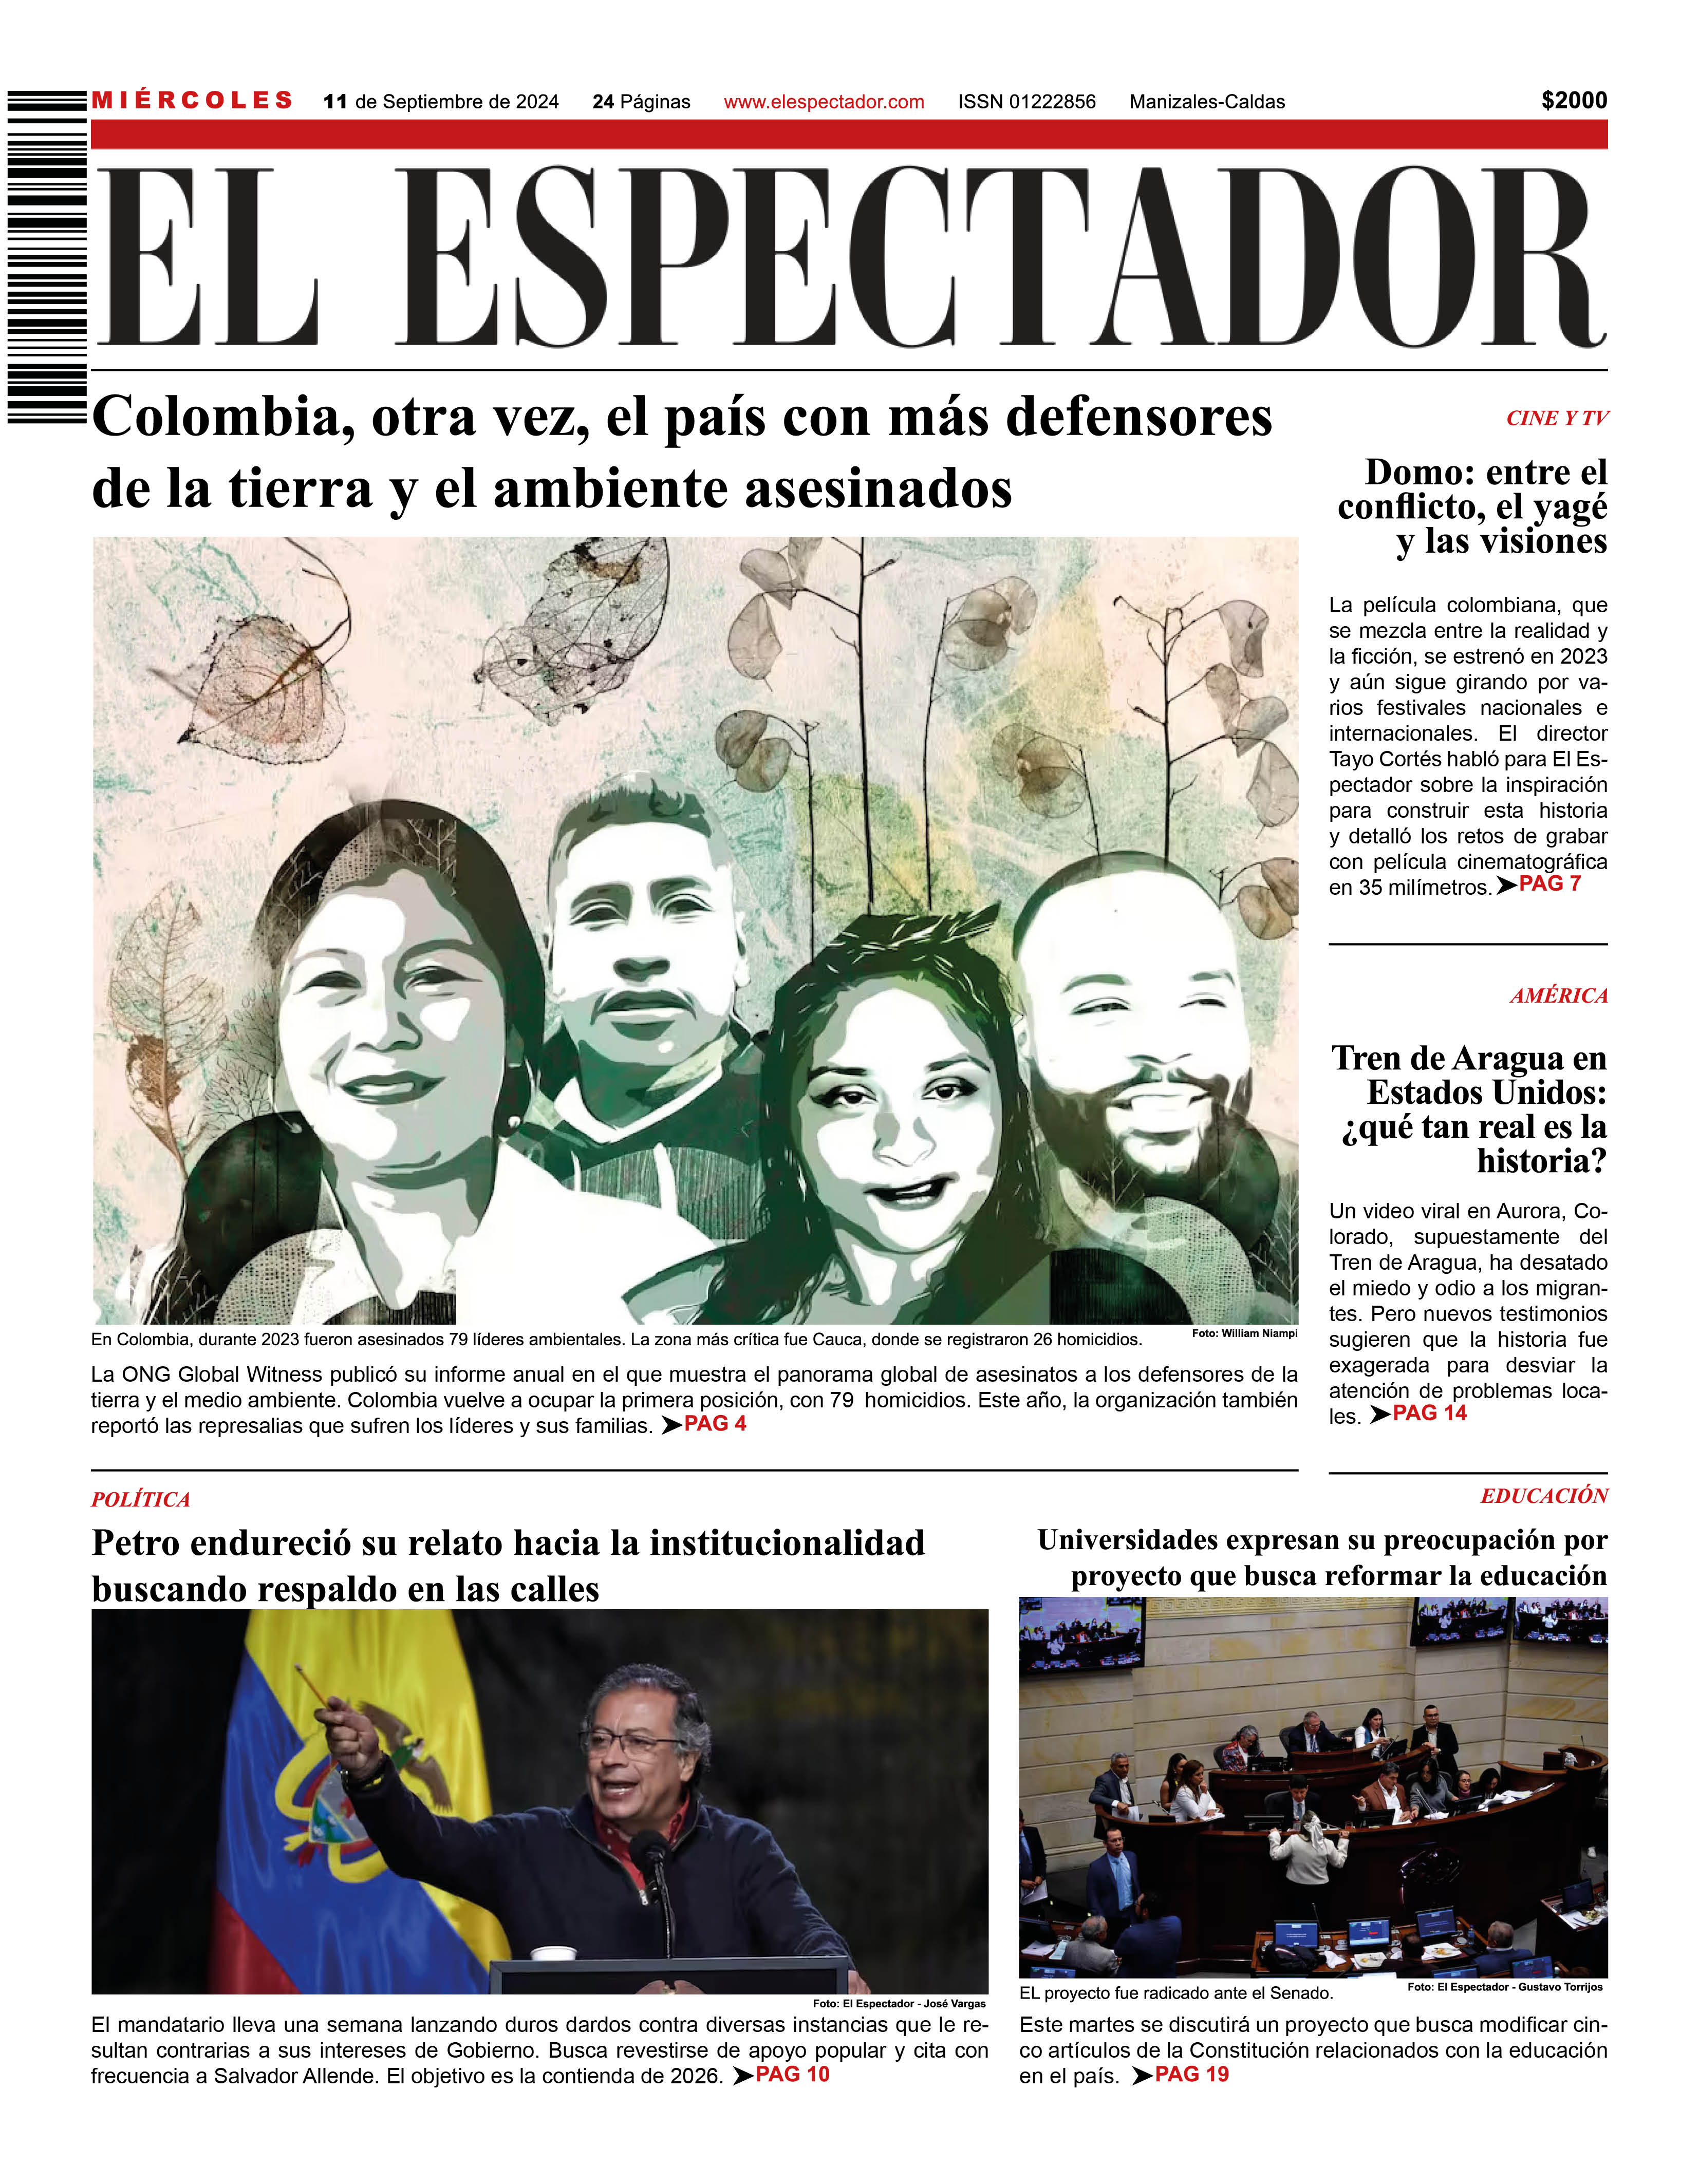 MIÉRCOLES 11 de Septiembre de 2024 24 Páginas www.elespectador.com ISSN 01222856 Manizales-Caldas $2000
EL ESPECTADOR
Colombia, otra vez, el país con más defensores
de la tierra y el ambiente asesinados
En Colombia, durante 2023 fueron asesinados 79 líderes ambientales. La zona más crítica fue Cauca, donde se registraron 26 homicidios.
Foto: William Niampi
La ONG Global Witness publicó su informe anual en el que muestra el panorama global de asesinatos a los defensores de la
tierra y el medio ambiente. Colombia vuelve a ocupar la primera posición, con 79 homicidios. Este año, la organización también
reportó las represalias que sufren los líderes y sus familias. ➤PAG 4
CINE Y TV
Domo: entre el
conflicto, el yagé
y las visiones
La película colombiana, que
se mezcla entre la realidad y
la ficción, se estrenó en 2023
y aún sigue girando por va-
rios festivales nacionales e
internacionales. El director
Tayo Cortés habló para El Es-
pectador sobre la inspiración
para construir esta historia
y detalló los retos de grabar
con película cinematográfica
en 35 milímetros.➤PAG 7
AMÉRICA
Tren de Aragua en
Estados Unidos:
¿qué tan real es la
historia?
Un video viral en Aurora, Co-
lorado, supuestamente del
Tren de Aragua, ha desatado
el miedo y odio a los migran-
tes. Pero nuevos testimonios
sugieren que la historia fue
exagerada para desviar la
atención de problemas loca-
les. ➤PAG 14
POLÍTICA
Petro endureció su relato hacia la institucionalidad
buscando respaldo en las calles
Foto: El Espectador - José Vargas
El mandatario lleva una semana lanzando duros dardos contra diversas instancias que le re-
sultan contrarias a sus intereses de Gobierno. Busca revestirse de apoyo popular y cita con
frecuencia a Salvador Allende. El objetivo es la contienda de 2026. ➤PAG 10
EDUCACIÓN
Universidades expresan su preocupación por
proyecto que busca reformar la educación
EL proyecto fue radicado ante el Senado.
Foto: El Espectador - Gustavo Torrijos
Este martes se discutirá un proyecto que busca modificar cin-
co artículos de la Constitución relacionados con la educación
en el país. ➤PAG 19